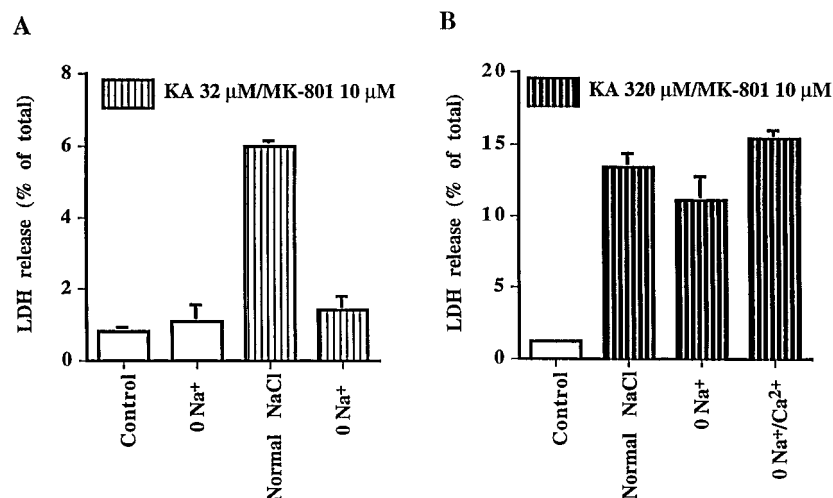 A
LDH release (% of total)
8
6
4
2
0
KA 32 μM/MK-801 10 μM
Control
0 Na+
Normal NaCl
0 Na+
B
LDH release (% of total)
20
15
10
5
0
KA 320 μM/MK-801 10 μM
Control
Normal NaCl
0 Na+
0 Na+/Ca2+